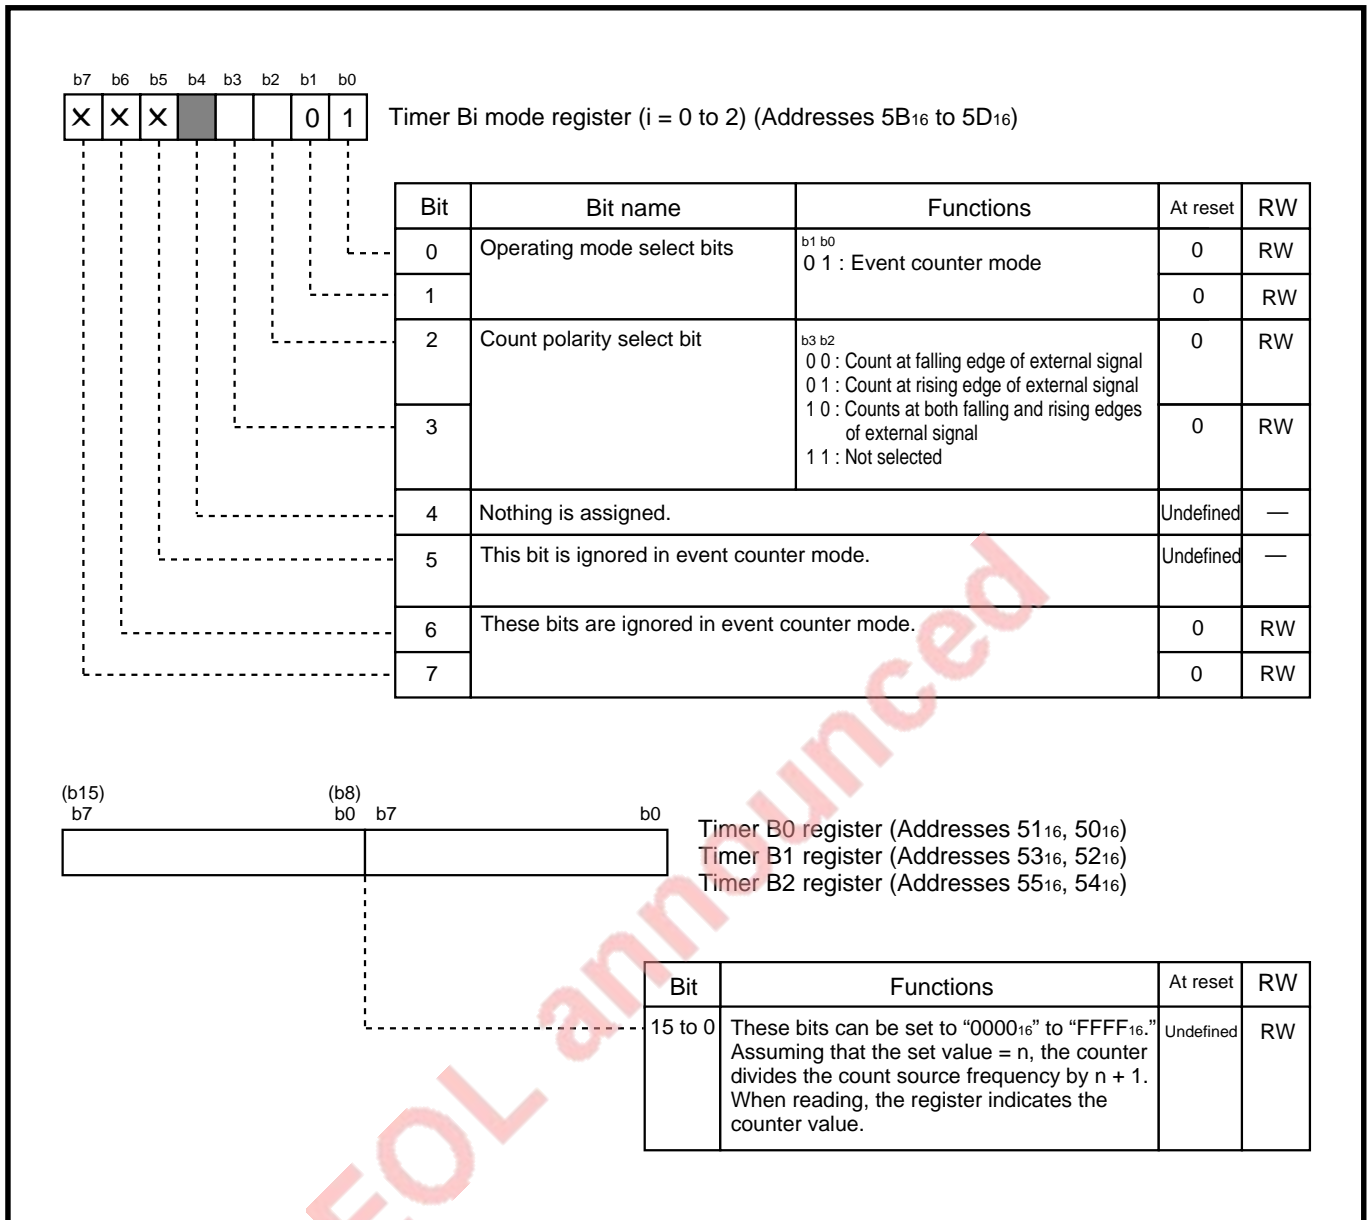 b7 b6 b5 b4 b3 b2 b1 b0
X X X 0 1
Timer Bi mode register (i = 0 to 2) (Addresses 5B16 to 5D16)
Bit Bit name Functions At reset RW
0 Operating mode select bits b1 b0 0 RW
0 1 : Event counter mode
1 0 RW
2 Count polarity select bit b3 b2 0 RW
0 0 : Count at falling edge of external signal
0 1 : Count at rising edge of external signal
1 0 : Counts at both falling and rising edges
of external signal
3 0 RW
1 1 : Not selected
4 Nothing is assigned. Undefined —
5 This bit is ignored in event counter mode. Undefined —
6 These bits are ignored in event counter mode. 0 RW
7 0 RW
(b15) (b8)
b7 b0 b7 b0
Timer B0 register (Addresses 5116, 5016)
Timer B1 register (Addresses 5316, 5216)
Timer B2 register (Addresses 5516, 5416)
Bit Functions At reset RW
15 to 0 These bits can be set to “000016” to “FFFF16.” Undefined RW
Assuming that the set value = n, the counter
divides the count source frequency by n + 1.
When reading, the register indicates the
counter value.
EOL announced